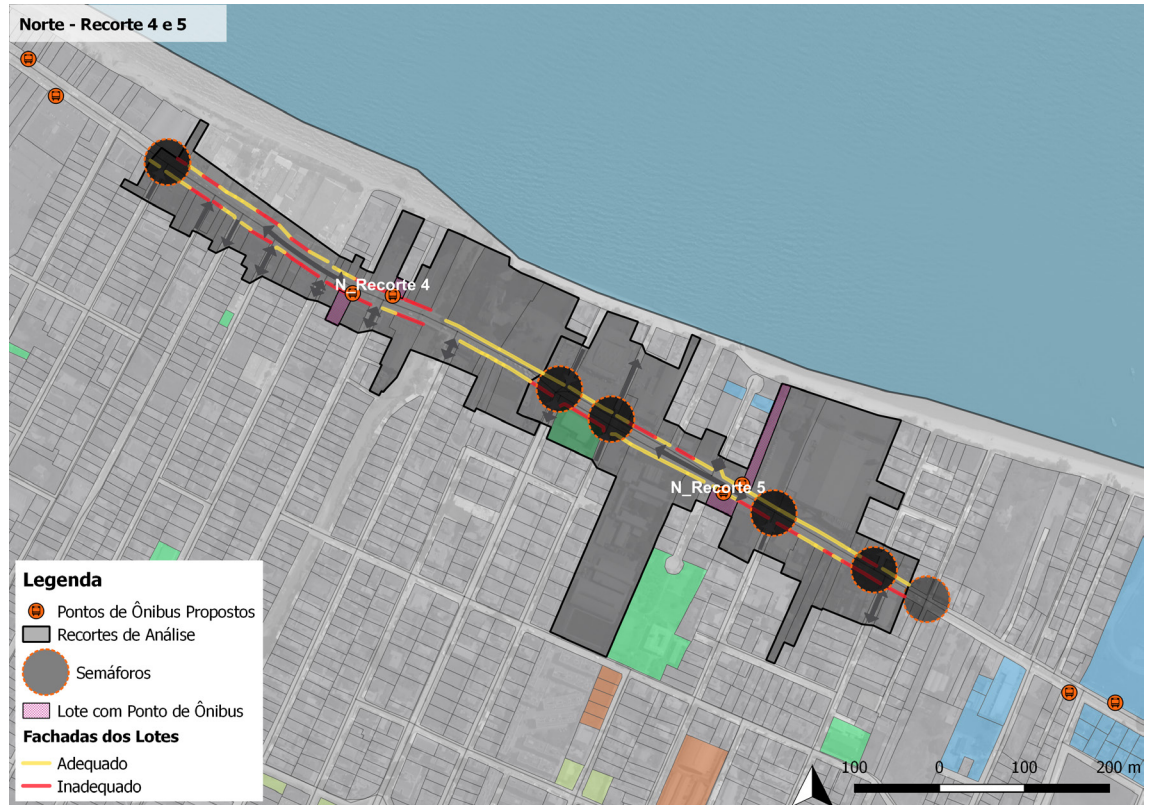 Norte - Recorte 4 e 5
N_Recorte 4
N_Recorte 5
Legenda
Pontos de Ônibus Propostos
Recortes de Análise
Semáforos
Lote com Ponto de Ônibus
Fachadas dos Lotes
Adequado
Inadequado
100 0 100 200 m